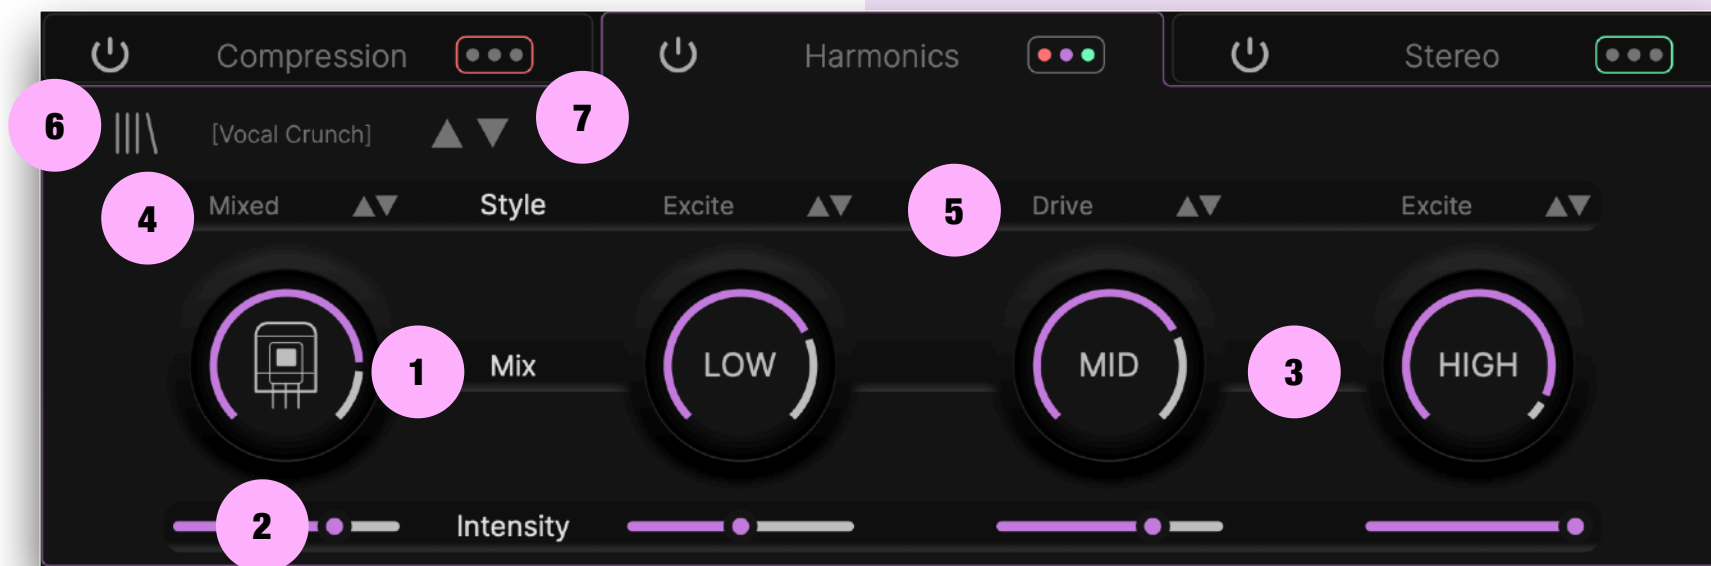 Compression Harmonics Stereo
6 [Vocal Crunch] 7
4 Mixed Style Excite 5 Drive Excite
1 Mix LOW MID 3 HIGH
2 Intensity